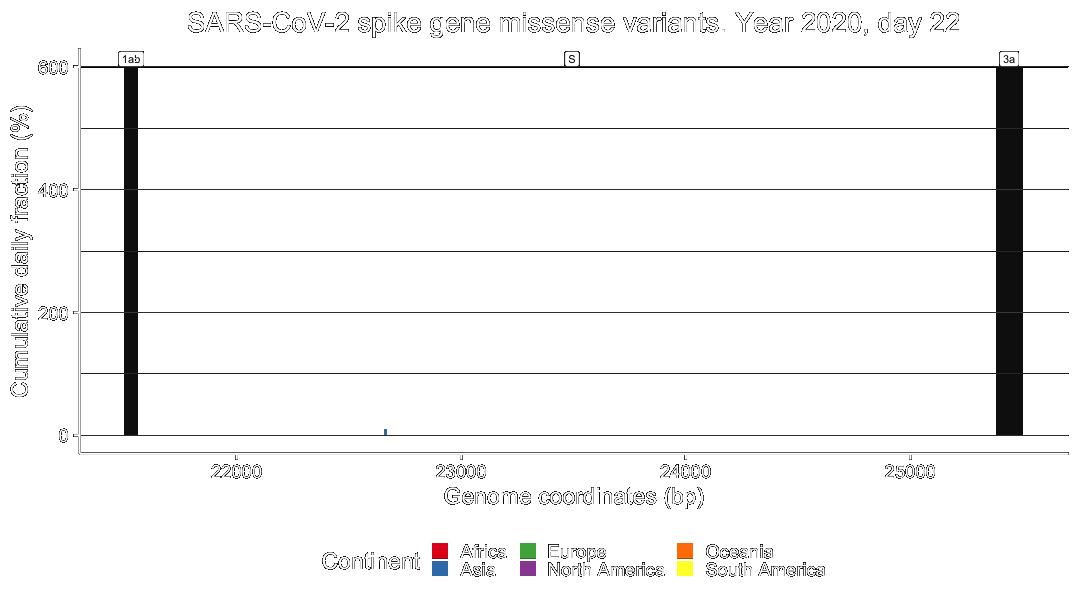 SARS-CoV-2 spike gene missense variants. Year 2020, day 22
1ab S 3a
Cumulative daily fraction (%)
600
400
200
0
22000 23000 24000 25000
Genome coordinates (bp)
Continent
Africa Europe Oceania
Asia North America South America